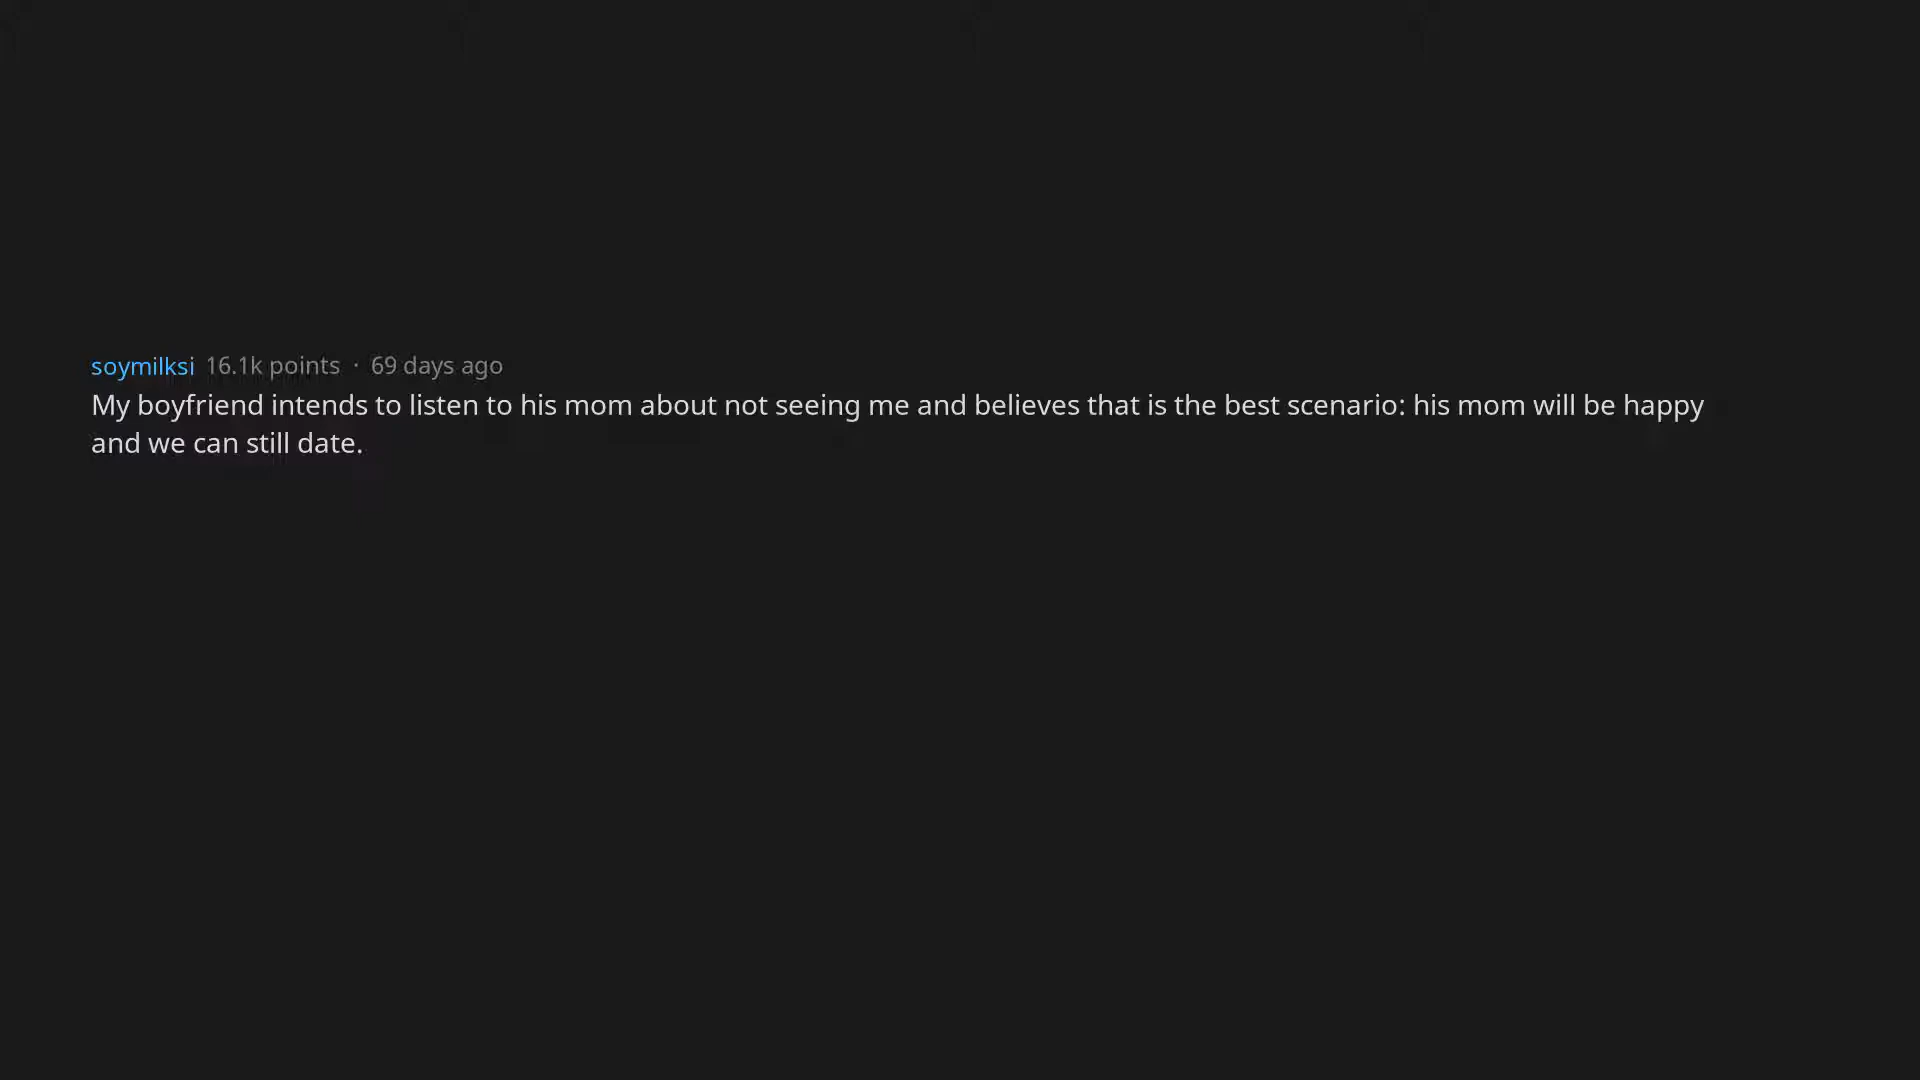 soymilksi 16.1k points · 69 days ago
My boyfriend intends to listen to his mom about not seeing me and believes that is the best scenario: his mom will be happy
and we can still date.